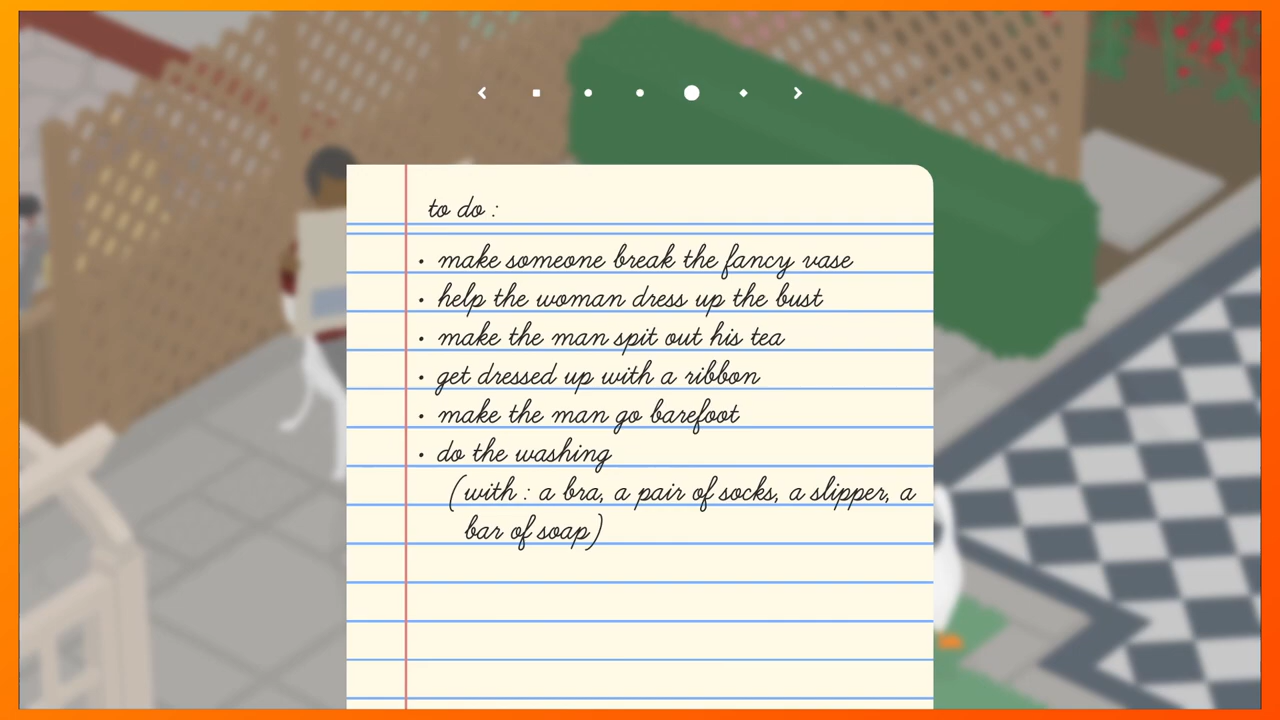 to do :
• make someone break the fancy vase
• help the woman dress up the bust
• make the man spit out his tea
• get dressed up with a ribbon
• make the man go barefoot
• do the washing
(with : a bra, a pair of socks, a slipper, a
bar of soap)